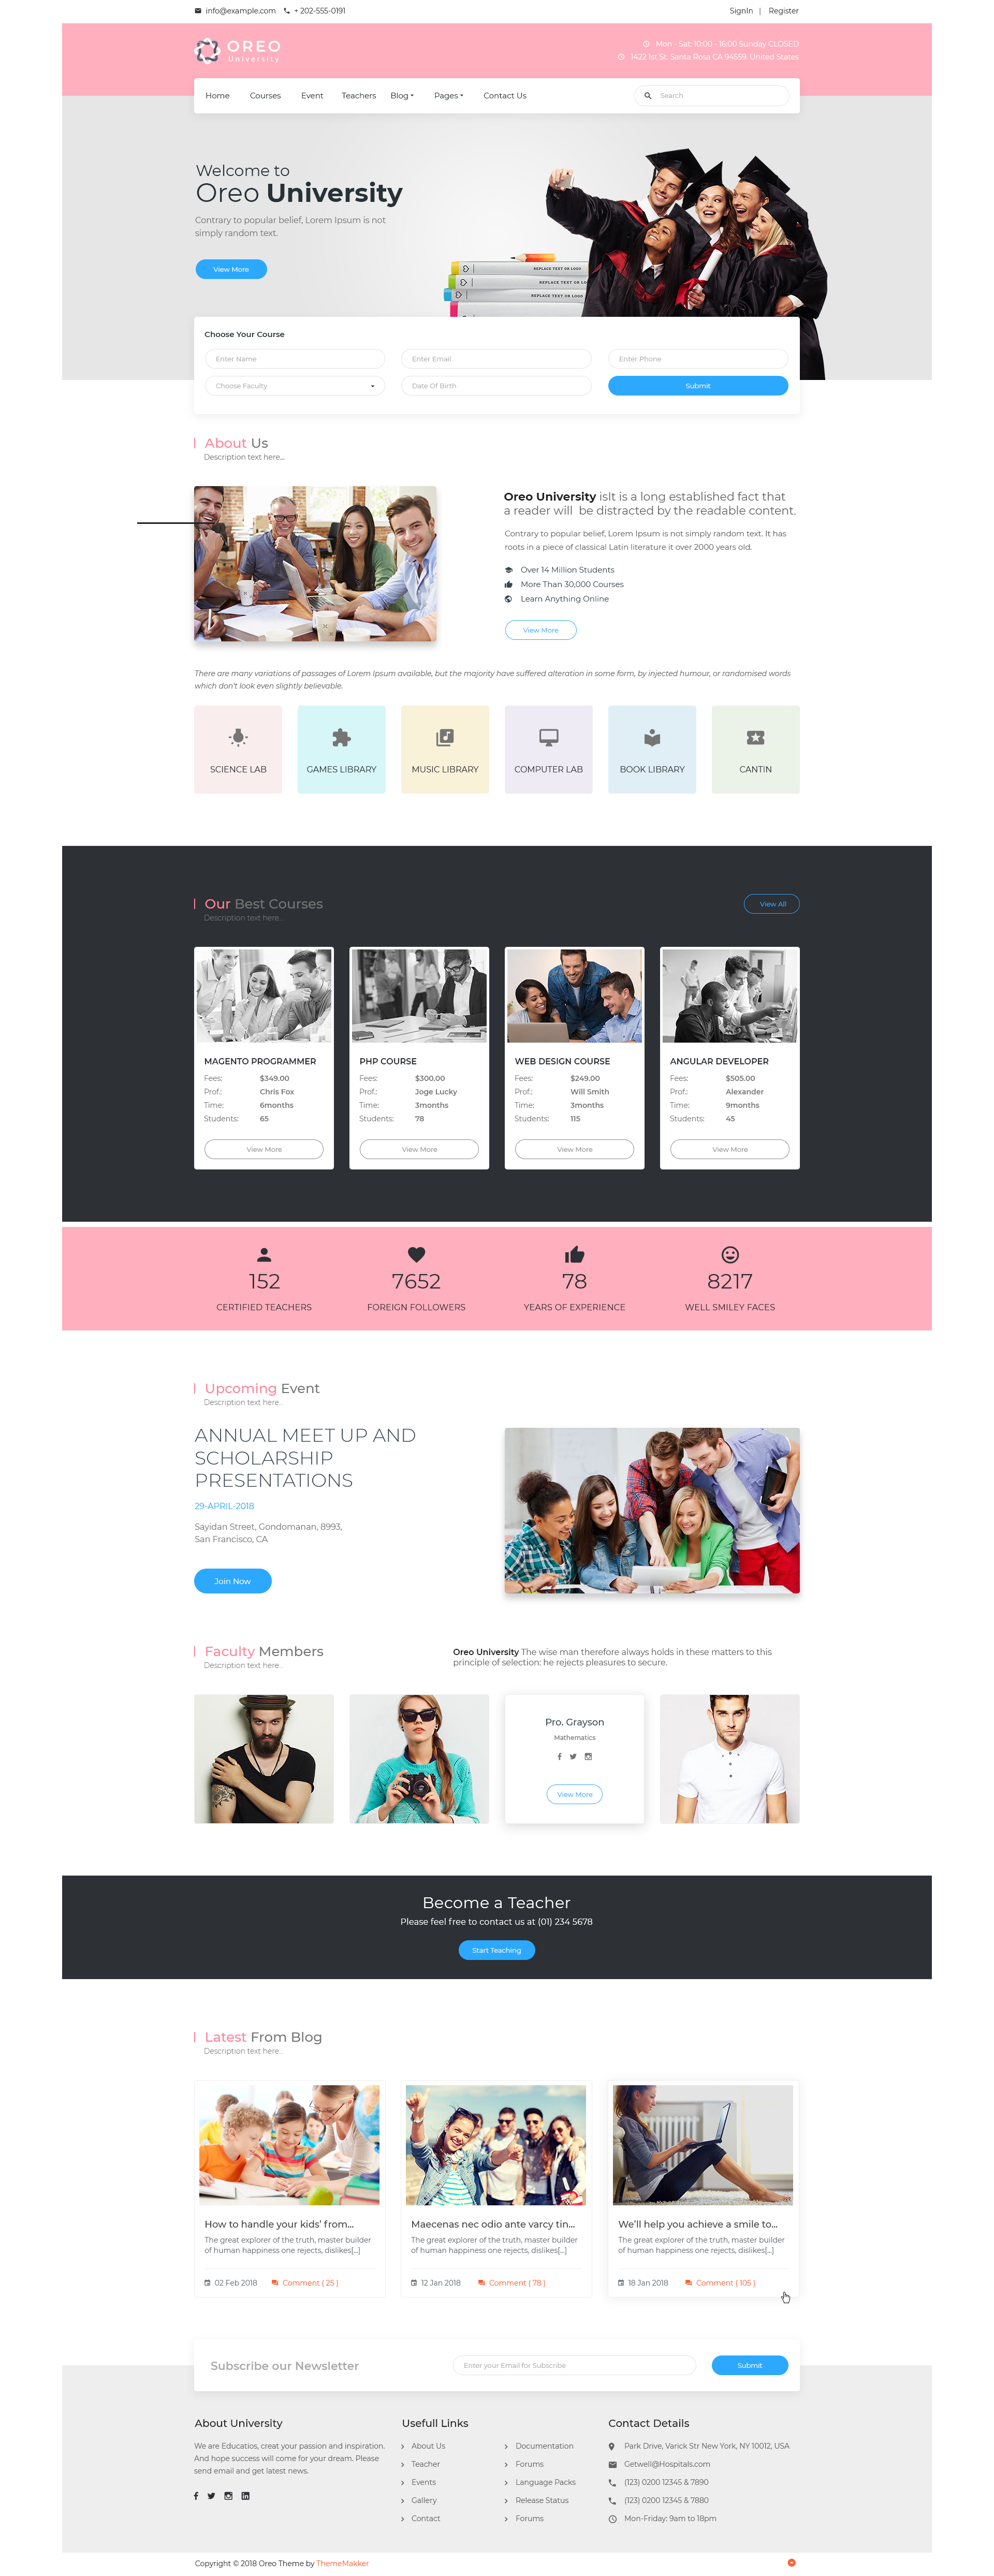 info@example.com + 202-555-0191 SignIn | Register
OREO
University
Mon - Sat: 10:00 - 16:00 Sunday CLOSED
1422 1st St. Santa Rosa CA 94559. United States
Home Courses Event Teachers Blog Pages Contact Us Search
Welcome to
Oreo University
Contrary to popular belief, Lorem Ipsum is not
simply random text.
View More
REPLACE TEXT OR LOGO
REPLACE TEXT OR LO
REPLACE TEXT OR LOGO
Choose Your Course
Enter Name Enter Email Enter Phone
Choose Faculty Date Of Birth Submit
About Us
Description text here...
Oreo University isIt is a long established fact that
a reader will be distracted by the readable content.
Contrary to popular belief, Lorem Ipsum is not simply random text. It has
roots in a piece of classical Latin literature it over 2000 years old.
Over 14 Million Students
More Than 30,000 Courses
Learn Anything Online
View More
There are many variations of passages of Lorem Ipsum available, but the majority have suffered alteration in some form, by injected humour, or randomised words
which don't look even slightly believable.
SCIENCE LAB GAMES LIBRARY MUSIC LIBRARY COMPUTER LAB BOOK LIBRARY CANTIN
Our Best Courses
Description text here...
View All
MAGENTO PROGRAMMER
Fees: $349.00
Prof.: Chris Fox
Time: 6months
Students: 65
View More
PHP COURSE
Fees: $300.00
Prof.: Joge Lucky
Time: 3months
Students: 78
View More
WEB DESIGN COURSE
Fees: $249.00
Prof.: Will Smith
Time: 3months
Students: 115
View More
ANGULAR DEVELOPER
Fees: $505.00
Prof.: Alexander
Time: 9months
Students: 45
View More
152 7652 78 8217
CERTIFIED TEACHERS FOREIGN FOLLOWERS YEARS OF EXPERIENCE WELL SMILEY FACES
Upcoming Event
Description text here...
ANNUAL MEET UP AND
SCHOLARSHIP
PRESENTATIONS
29-APRIL-2018
Sayidan Street, Gondomanan, 8993,
San Francisco, CA
Join Now
Faculty Members
Description text here...
Oreo University The wise man therefore always holds in these matters to this
principle of selection: he rejects pleasures to secure.
Pro. Grayson
Mathematics
View More
Become a Teacher
Please feel free to contact us at (01) 234 5678
Start Teaching
Latest From Blog
Description text here...
How to handle your kids' from...
The great explorer of the truth, master builder
of human happiness one rejects, dislikes[...]
02 Feb 2018 Comment ( 25 )
Maecenas nec odio ante varcy tin...
The great explorer of the truth, master builder
of human happiness one rejects, dislikes[...]
12 Jan 2018 Comment ( 78 )
We'll help you achieve a smile to...
The great explorer of the truth, master builder
of human happiness one rejects, dislikes[...]
18 Jan 2018 Comment ( 105 )
Subscribe our Newsletter Enter your Email for Subscribe Submit
About University
We are Educatios, creat your passion and inspiration.
And hope success will come for your dream. Please
send email and get latest news.
Usefull Links
About Us Documentation
Teacher Forums
Events Language Packs
Gallery Release Status
Contact Forums
Contact Details
Park Drive, Varick Str New York, NY 10012, USA
Getwell@Hospitals.com
(123) 0200 12345 & 7890
(123) 0200 12345 & 7880
Mon-Friday: 9am to 18pm
Copyright © 2018 Oreo Theme by ThemeMakker